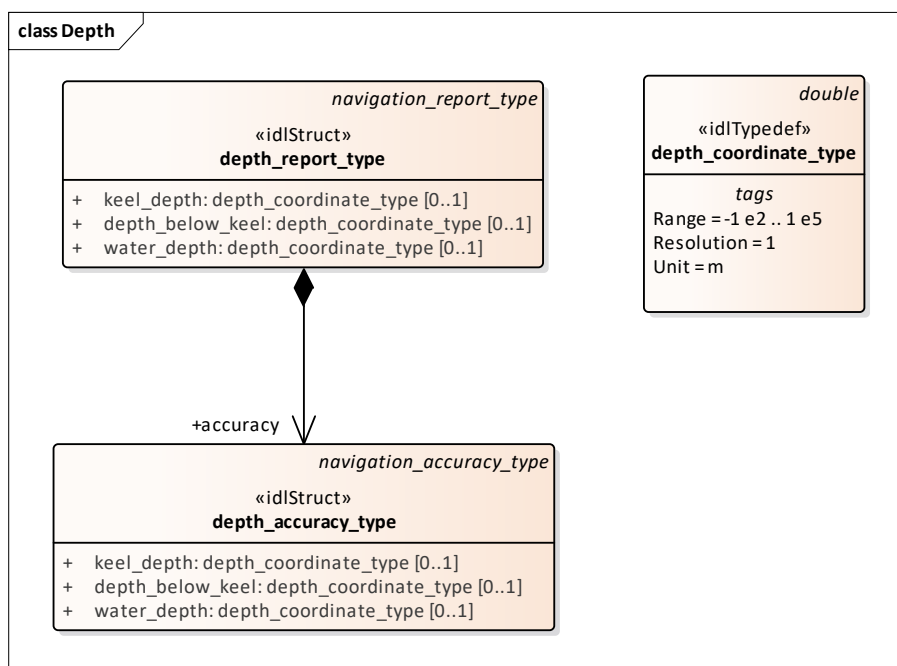 class Depth
navigation_report_type
«idlStruct»
depth_report_type
+ keel_depth: depth_coordinate_type [0..1]
+ depth_below_keel: depth_coordinate_type [0..1]
+ water_depth: depth_coordinate_type [0..1]
double
«idlTypedef»
depth_coordinate_type
tags
Range = -1 e2 .. 1 e5
Resolution = 1
Unit = m
+accuracy
navigation_accuracy_type
«idlStruct»
depth_accuracy_type
+ keel_depth: depth_coordinate_type [0..1]
+ depth_below_keel: depth_coordinate_type [0..1]
+ water_depth: depth_coordinate_type [0..1]